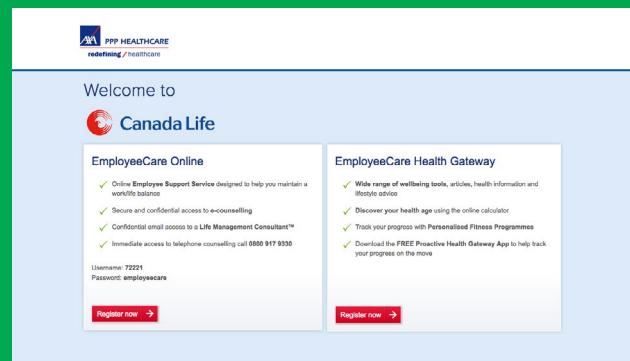 AXA PPP HEALTHCARE
redefining / healthcare
Welcome to
Canada Life
EmployeeCare Online
Online Employee Support Service designed to help you maintain a
work/life balance
Secure and confidential access to e-counselling
Confidential email access to a Life Management Consultant™
Immediate access to telephone counselling call 0800 917 9330
Username: 72221
Password: employeecare
Register now
EmployeeCare Health Gateway
Wide range of wellbeing tools, articles, health information and
lifestyle advice
Discover your health age using the online calculator
Track your progress with Personalised Fitness Programmes
Download the FREE Proactive Health Gateway App to help track
your progress on the move
Register now